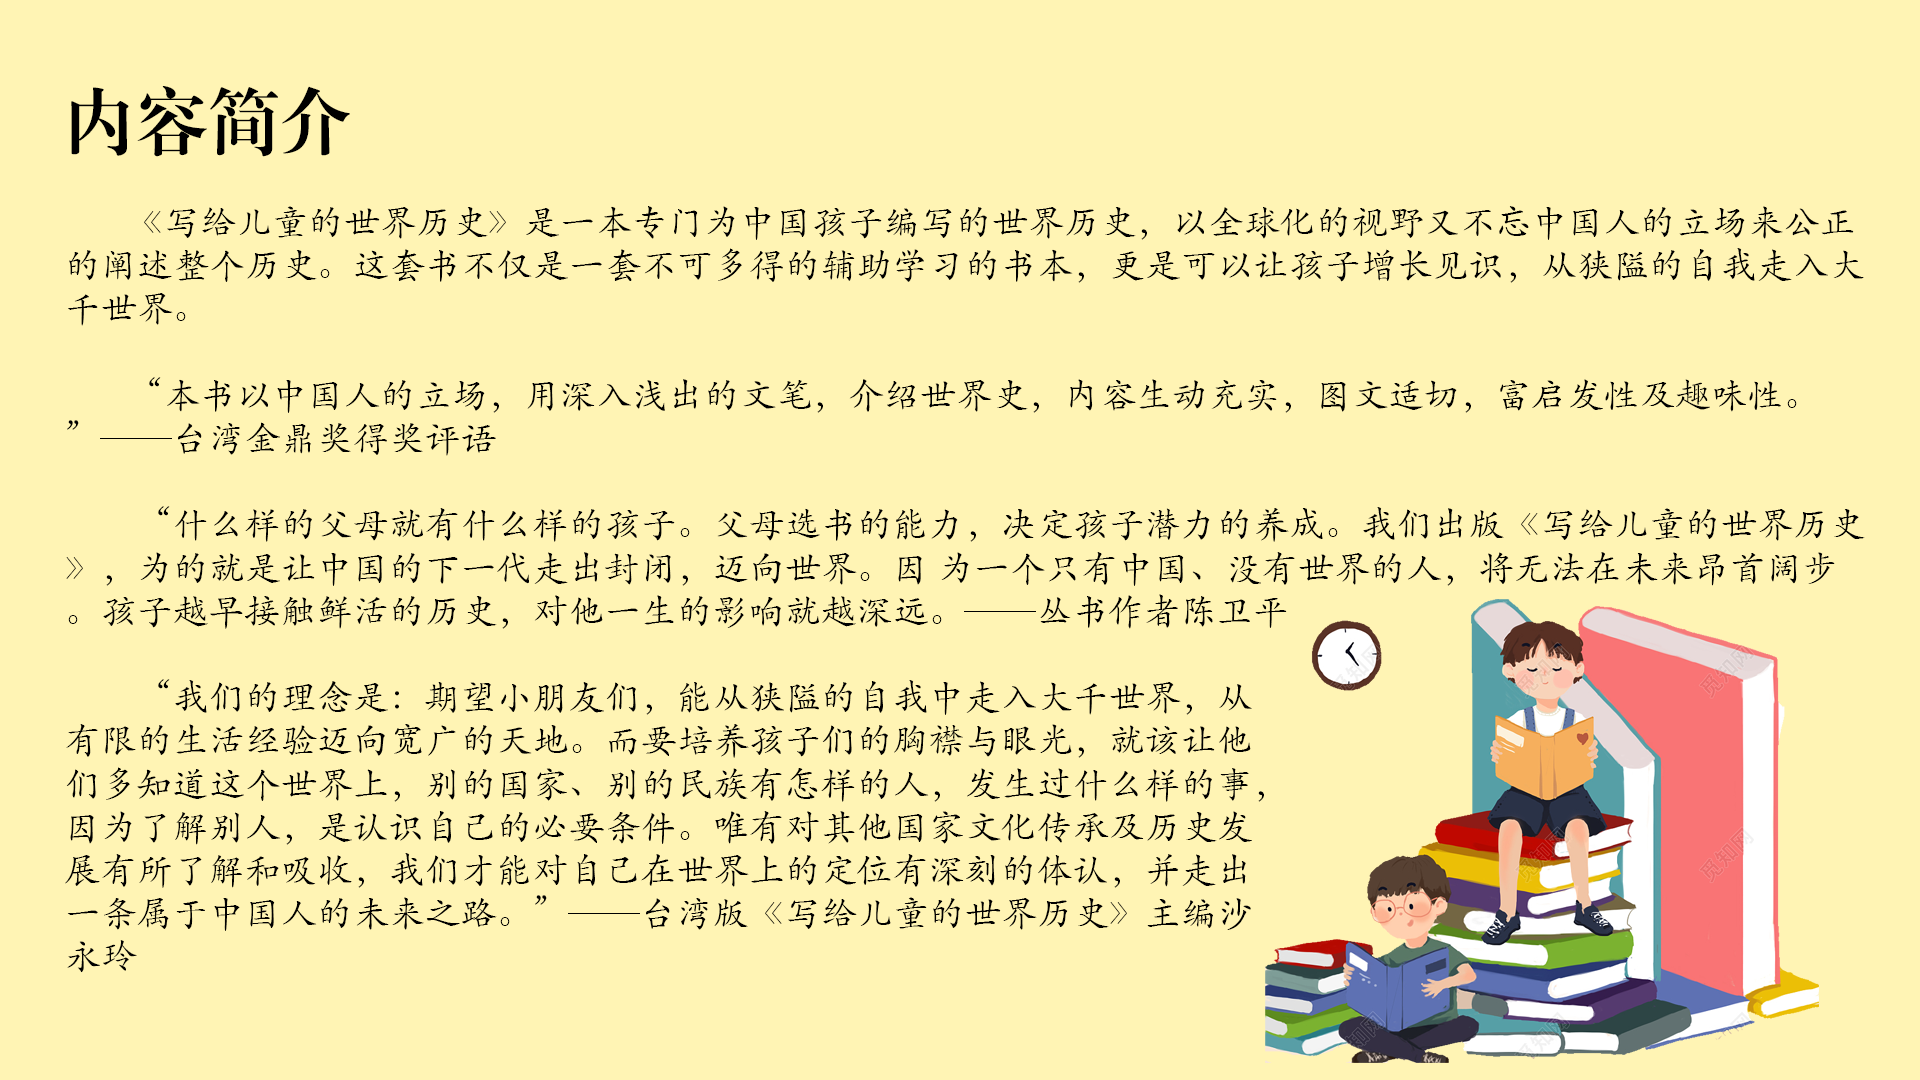 内容简介
《写给儿童的世界历史》是一本专门为中国孩子编写的世界历史，以全球化的视野又不忘中国人的立场来公正
的阐述整个历史。这套书不仅是一套不可多得的辅助学习的书本，更是可以让孩子增长见识，从狭隘的自我走入大
千世界。
“本书以中国人的立场，用深入浅出的文笔，介绍世界史，内容生动充实，图文适切，富启发性及趣味性。
”——台湾金鼎奖得奖评语
“什么样的父母就有什么样的孩子。父母选书的能力，决定孩子潜力的养成。我们出版《写给儿童的世界历史
》，为的就是让中国的下一代走出封闭，迈向世界。因 为一个只有中国、没有世界的人，将无法在未来昂首阔步
。孩子越早接触鲜活的历史，对他一生的影响就越深远。——丛书作者陈卫平
“我们的理念是：期望小朋友们，能从狭隘的自我中走入大千世界，从
有限的生活经验迈向宽广的天地。而要培养孩子们的胸襟与眼光，就该让他
们多知道这个世界上，别的国家、别的民族有怎样的人，发生过什么样的事，
因为了解别人，是认识自己的必要条件。唯有对其他国家文化传承及历史发
展有所了解和吸收，我们才能对自己在世界上的定位有深刻的体认，并走出
一条属于中国人的未来之路。”——台湾版《写给儿童的世界历史》主编沙
永玲
觅知网
觅知网
觅知网
觅知网
觅知网
觅知网